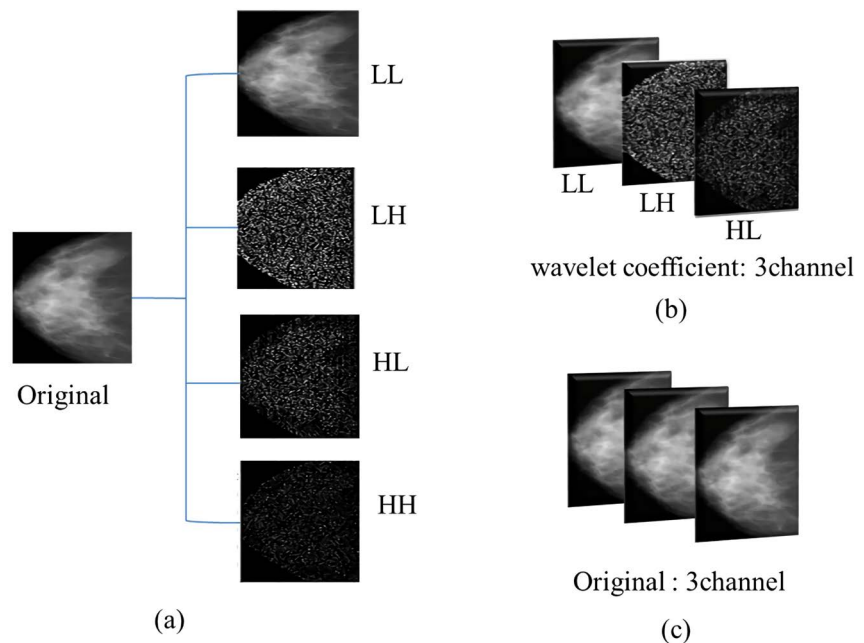 LL
LH
Original
HL
HH
(a)
LL
LH
HL
wavelet coefficient: 3channel
(b)
Original : 3channel
(c)